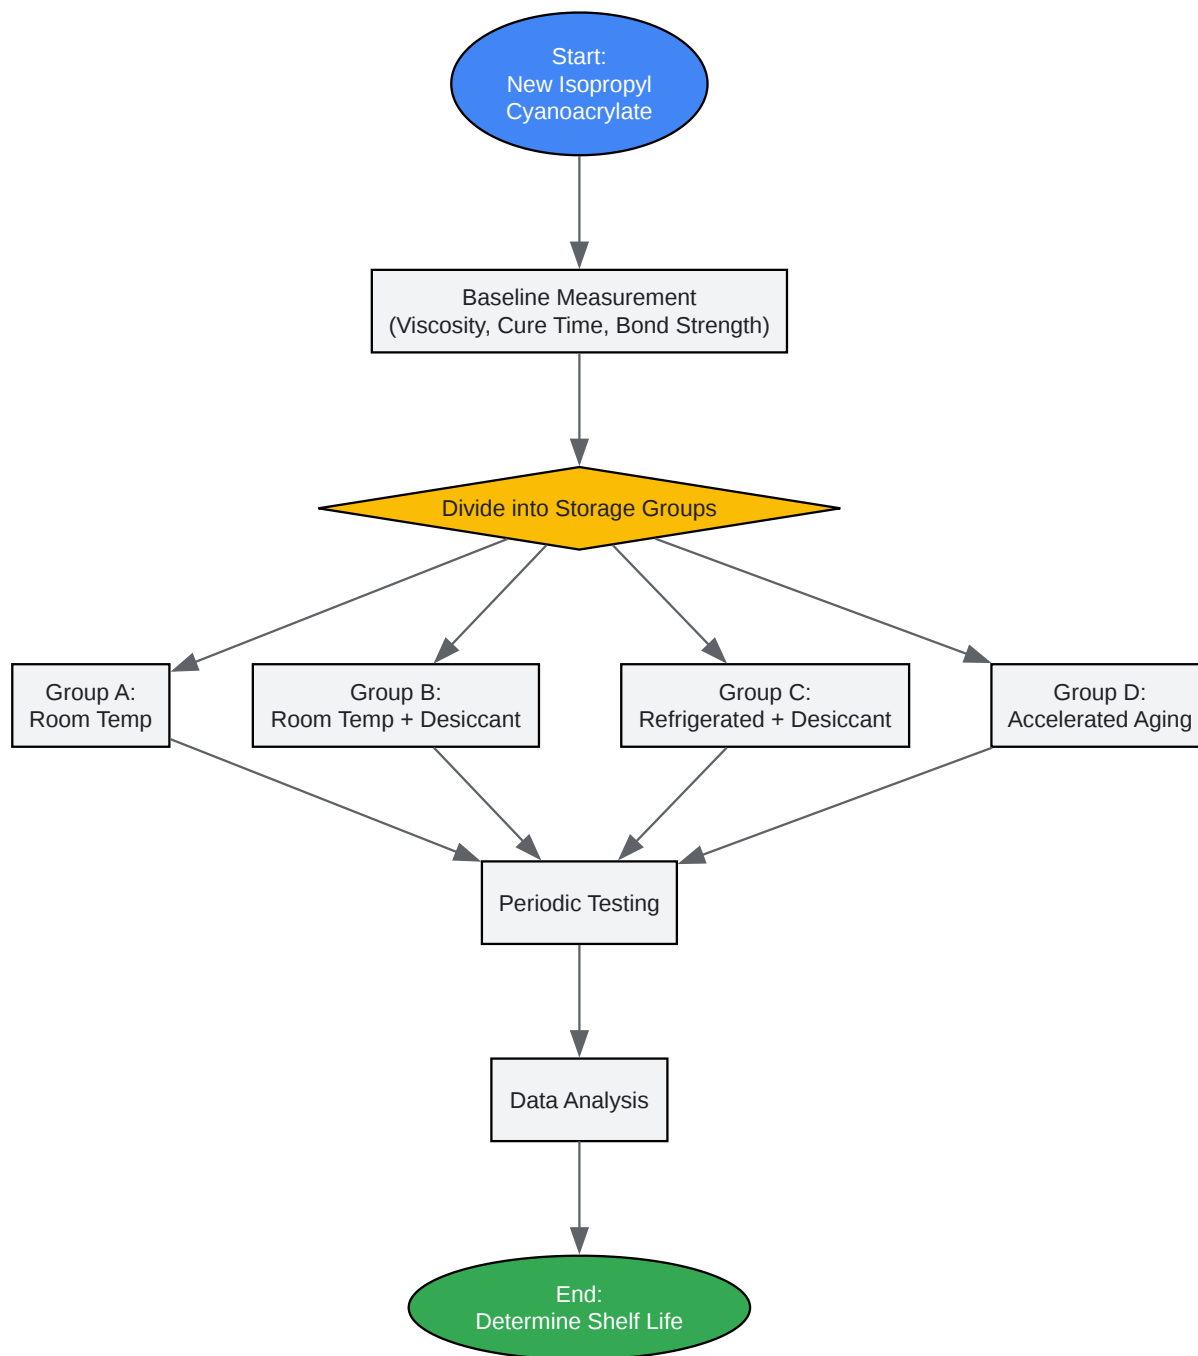 Start:
New Isopropyl
Cyanoacrylate
Baseline Measurement
(Viscosity, Cure Time, Bond Strength)
Divide into Storage Groups
Group A:
Room Temp
Group B:
Room Temp + Desiccant
Group C:
Refrigerated + Desiccant
Group D:
Accelerated Aging
Periodic Testing
Data Analysis
End:
Determine Shelf Life